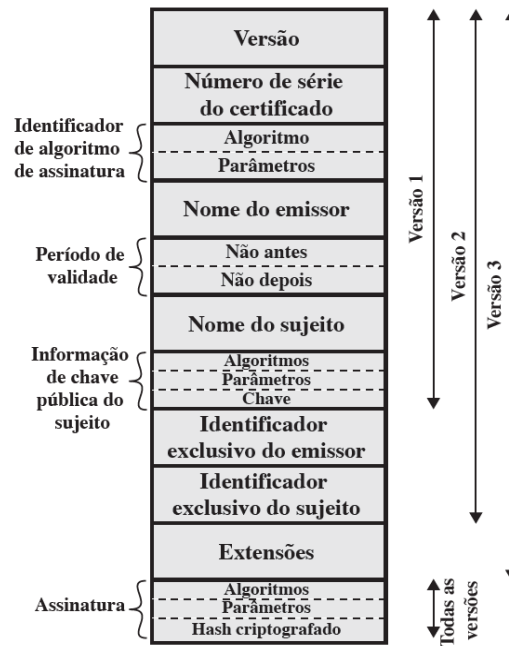 Versão
Número de série
do certificado
Identificador
de algoritmo
de assinatura
Algoritmo
Parâmetros
Nome do emissor
Período de
validade
Não antes
Não depois
Nome do sujeito
Informação
de chave
pública do
sujeito
Algoritmos
Parâmetros
Chave
Identificador
exclusivo do emissor
Identificador
exclusivo do sujeito
Extensões
Assinatura
Algoritmos
Parâmetros
Hash criptografado
Versão 1
Versão 2
Versão 3
Todas as
versões